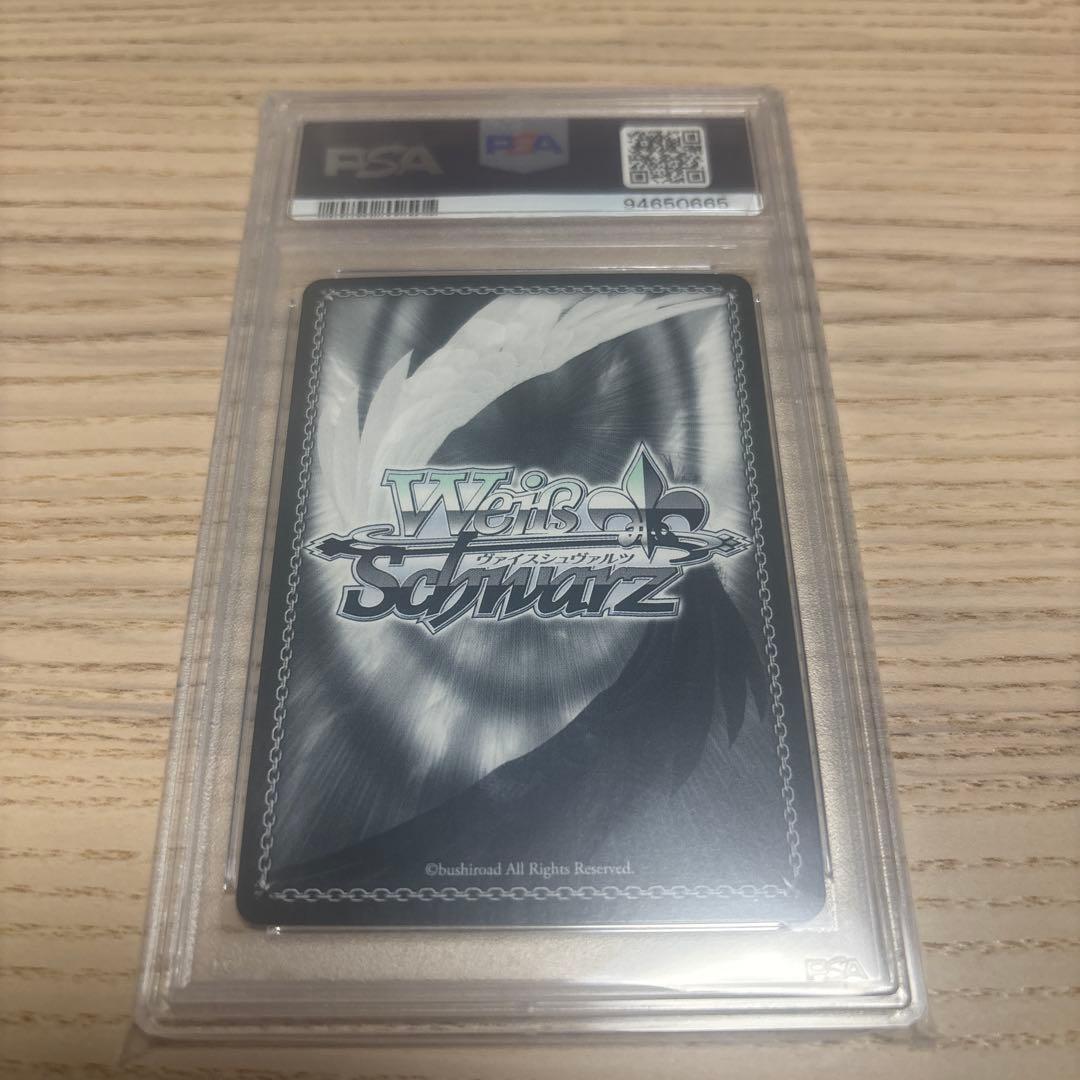 PSA
PSA
94650665
Weiß
ヴァイスシュヴァルツ
Schwarz
©bushiroad All Rights Reserved.
PSA